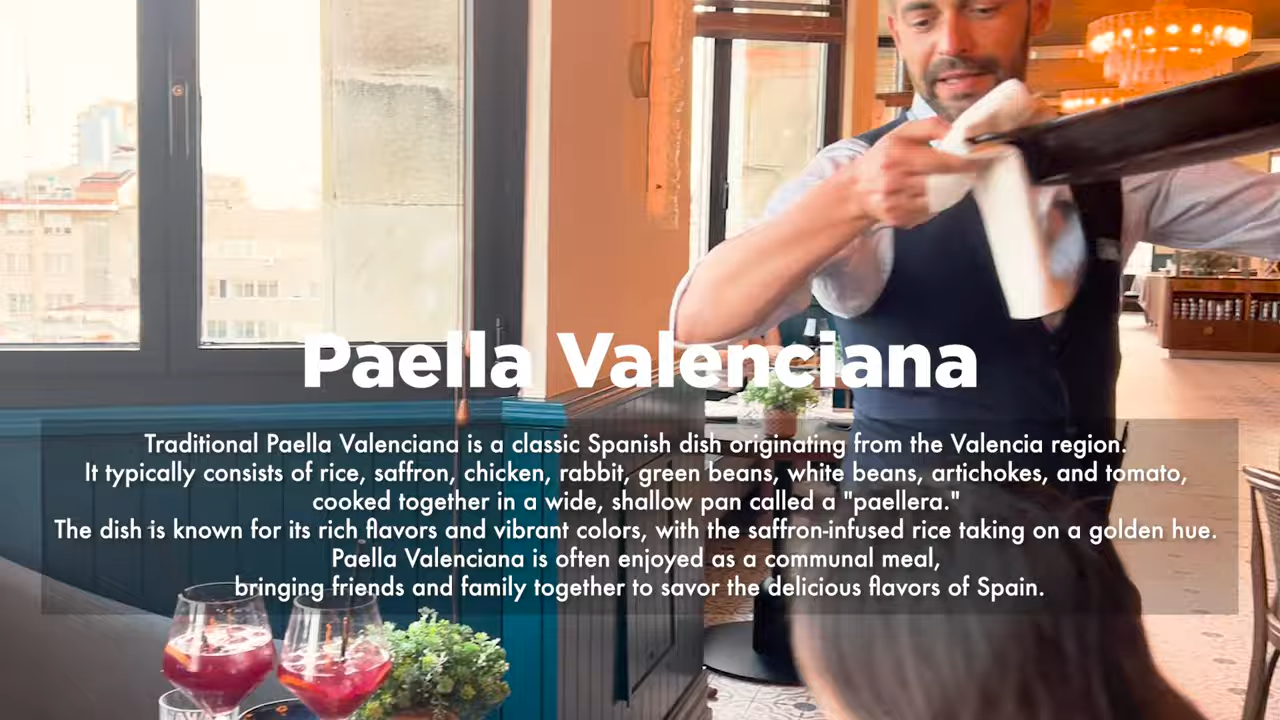 Paella Valenciana
Traditional Paella Valenciana is a classic Spanish dish originating from the Valencia region.
It typically consists of rice, saffron, chicken, rabbit, green beans, white beans, artichokes, and tomato,
cooked together in a wide, shallow pan called a "paellera."
The dish is known for its rich flavors and vibrant colors, with the saffron-infused rice taking on a golden hue.
Paella Valenciana is often enjoyed as a communal meal,
bringing friends and family together to savor the delicious flavors of Spain.